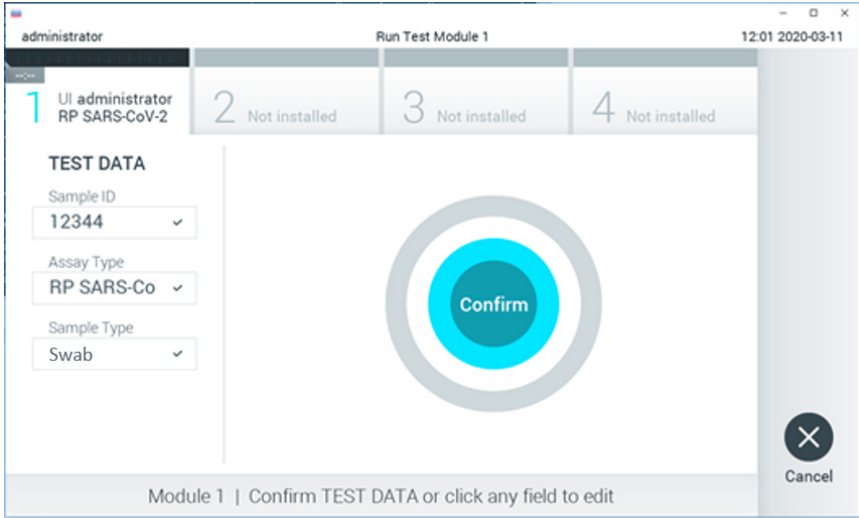 administrator Run Test Module 1 12:01 2020-03-11
--:--
1 UI administrator
RP SARS-CoV-2
2 Not installed
3 Not installed
4 Not installed
TEST DATA
Sample ID
12344
Assay Type
RP SARS-Co
Sample Type
Swab
Confirm
Cancel
Module 1 | Confirm TEST DATA or click any field to edit